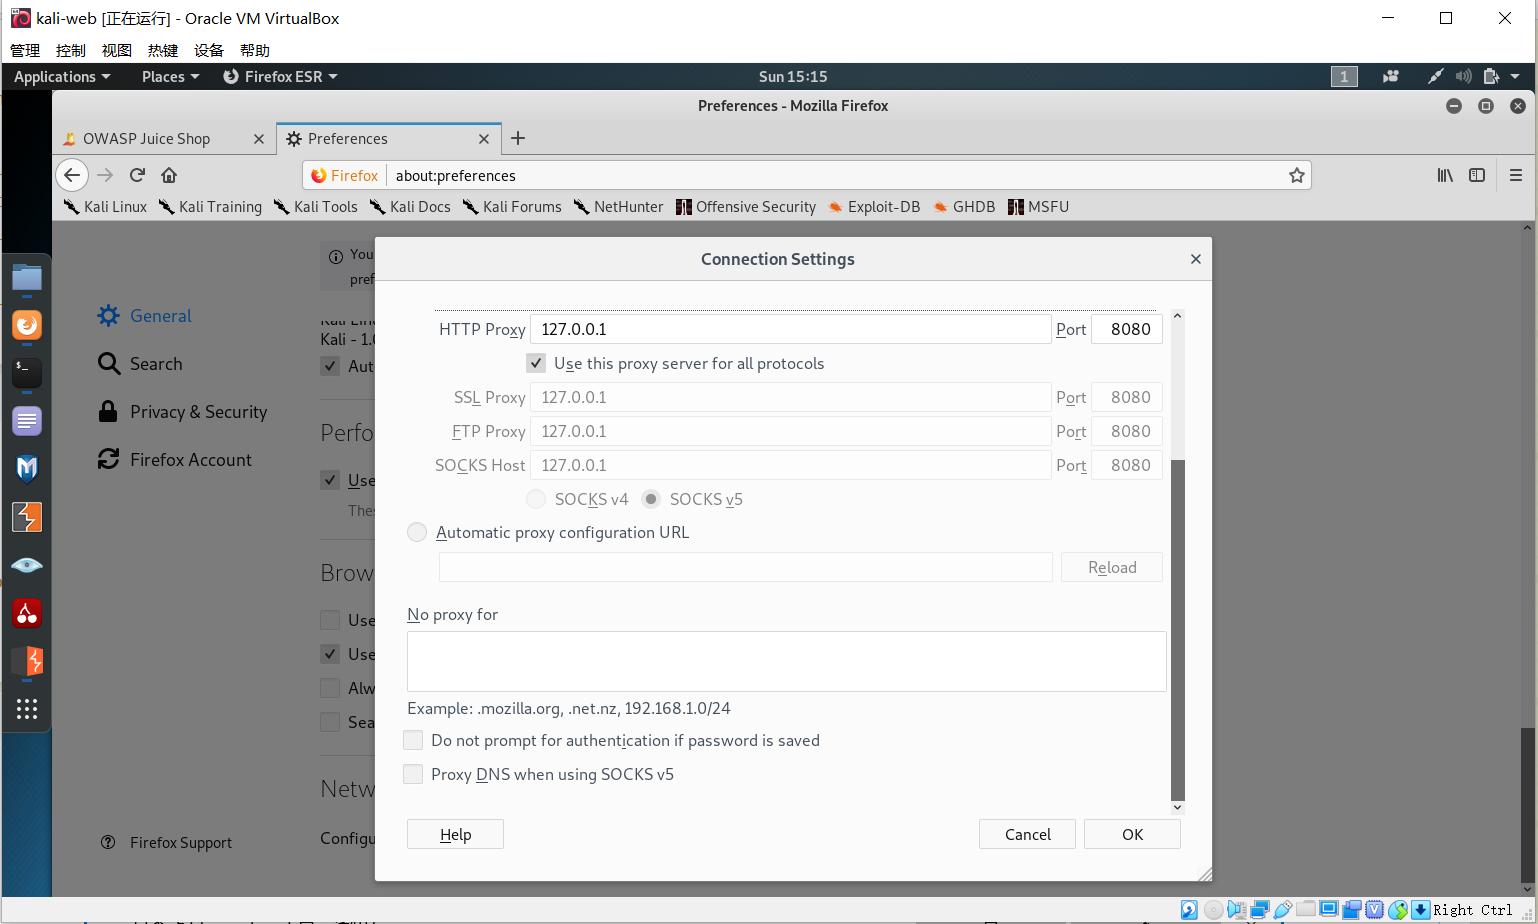 kali-web [正在运行] - Oracle VM VirtualBox
管理 控制 视图 热键 设备 帮助
Applications Places Firefox ESR Sun 15:15 1
Preferences - Mozilla Firefox
OWASP Juice Shop Preferences
Firefox about:preferences
Kali Linux Kali Training Kali Tools Kali Docs Kali Forums NetHunter Offensive Security Exploit-DB GHDB MSFU
You
pref
Connection Settings
General
Search
Privacy & Security
Firefox Account
Firefox Support
Kali - 1.0
Aut
Perfo
Use
Thes
Brow
Use
Use
Alw
Sea
Netw
Configu
HTTP Proxy 127.0.0.1 Port 8080
Use this proxy server for all protocols
SSL Proxy 127.0.0.1 Port 8080
FTP Proxy 127.0.0.1 Port 8080
SOCKS Host 127.0.0.1 Port 8080
SOCKS v4 SOCKS v5
Automatic proxy configuration URL
Reload
No proxy for
Example: .mozilla.org, .net.nz, 192.168.1.0/24
Do not prompt for authentication if password is saved
Proxy DNS when using SOCKS v5
Help Cancel OK
Right Ctrl